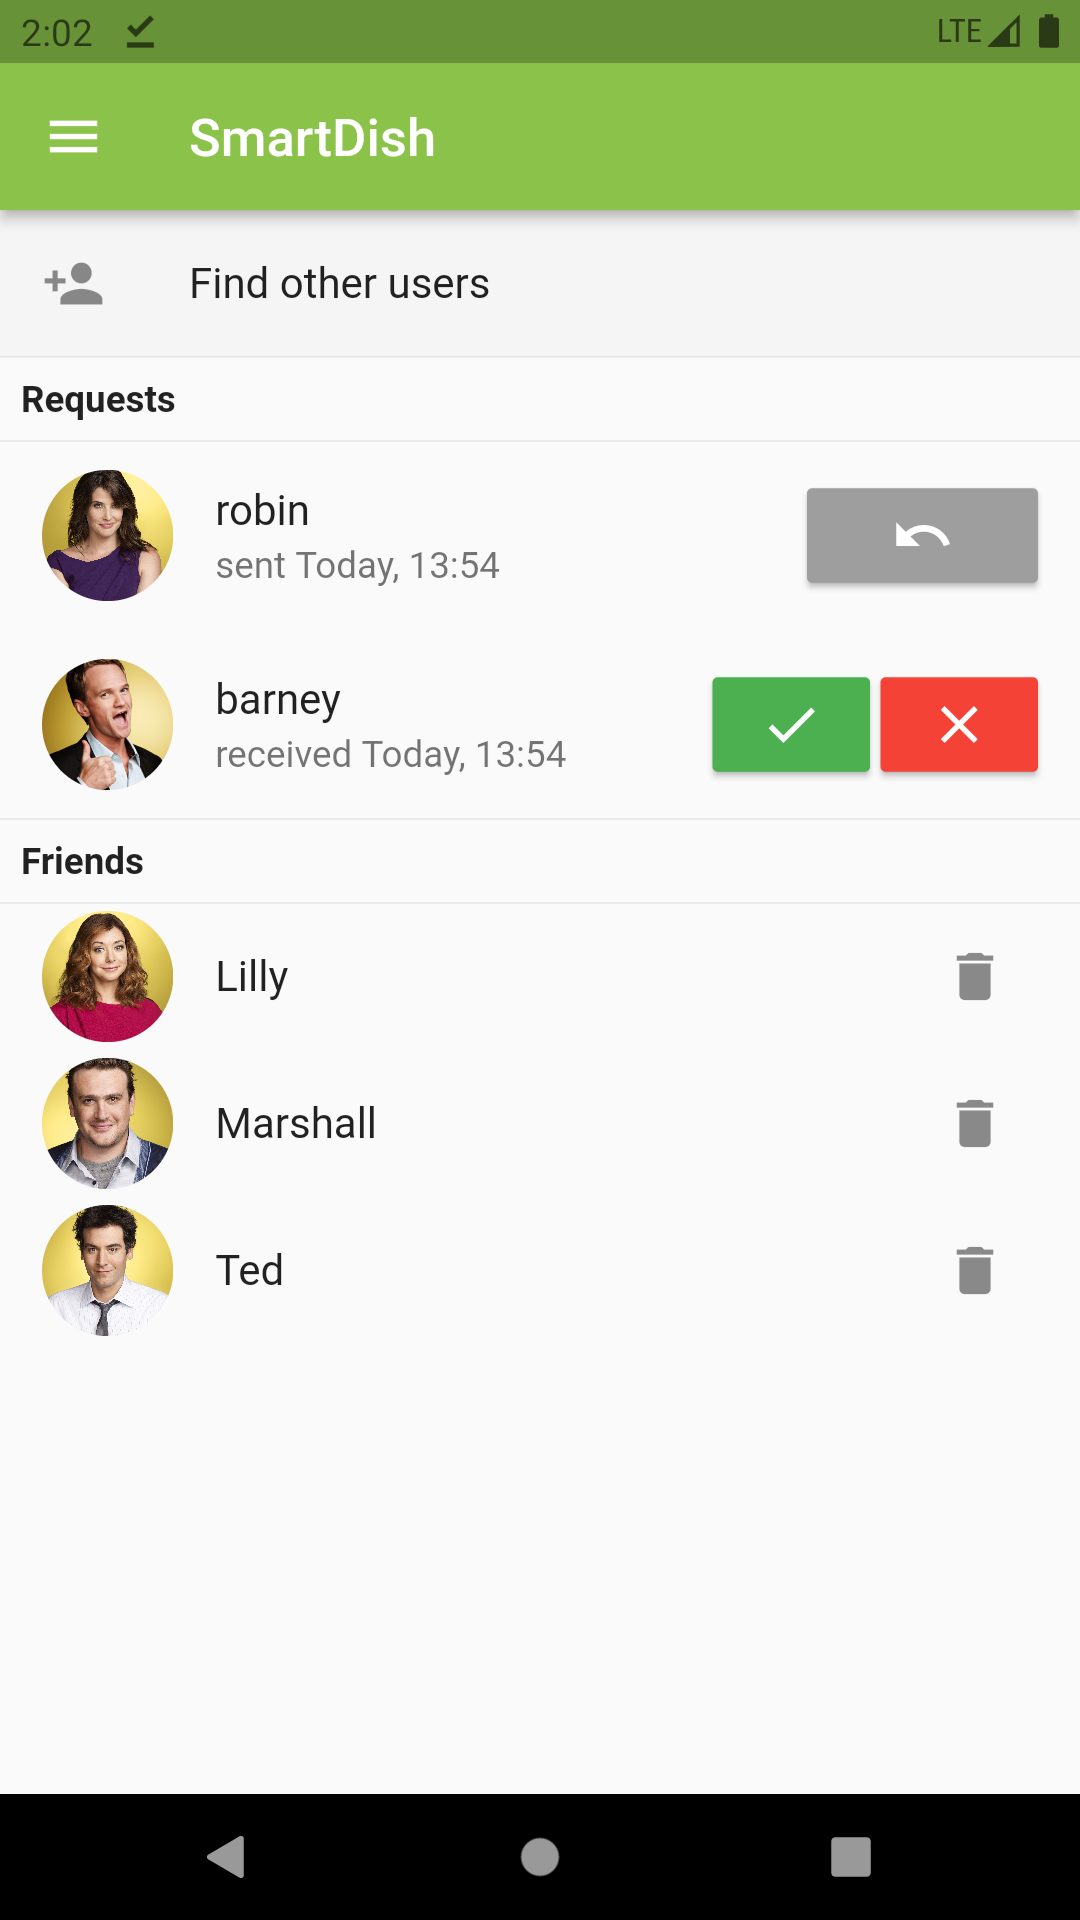 2:02 LTE
SmartDish
Find other users
Requests
robin
sent Today, 13:54
barney
received Today, 13:54
Friends
Lilly
Marshall
Ted